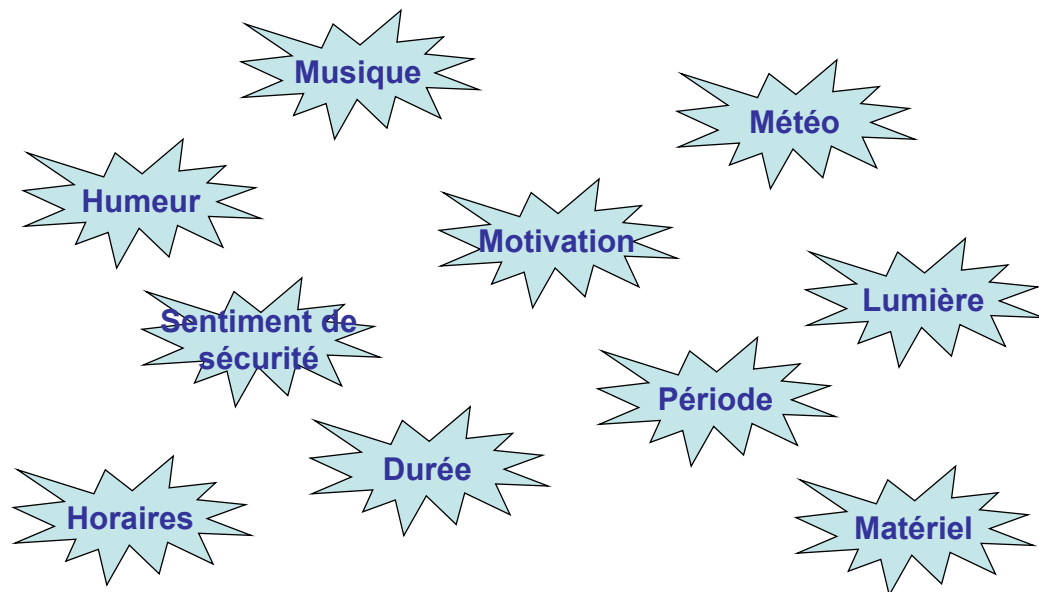 Musique
Météo
Humeur
Motivation
Lumière
Sentiment de
sécurité
Période
Durée
Horaires
Matériel